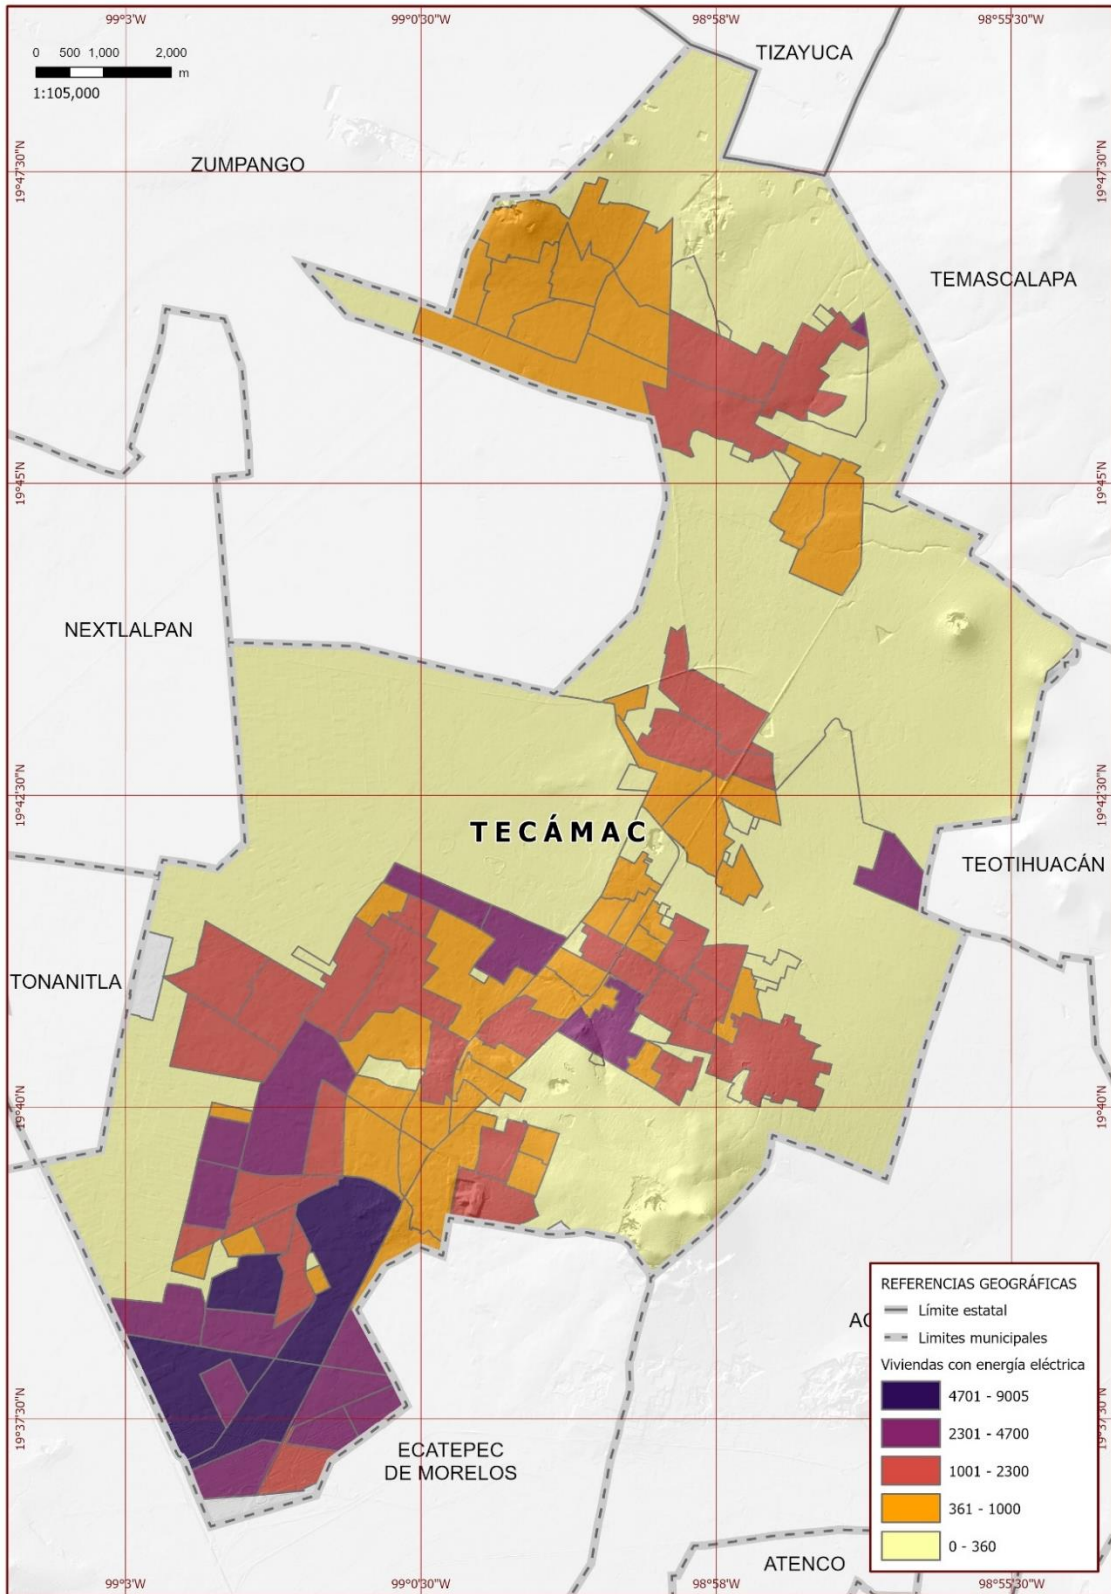 99°3'W
99°0'30"W
98°58'W
98°55'30"W
0 500 1,000 2,000
m
1:105,000
TIZAYUCA
ZUMPANGO
19°47'30"N
19°47'30"N
TEMASCALAPA
19°45'N
19°45'N
NEXTLALPAN
19°42'30"N
19°42'30"N
TECÁMAC
TEOTIHUACÁN
TONANITLA
19°40'N
19°40'N
REFERENCIAS GEOGRÁFICAS
Límite estatal
AC
Limites municipales
Viviendas con energía eléctrica
4701 - 9005
2301 - 4700
1001 - 2300
361 - 1000
0 - 360
19°37'30"N
19°37'30"N
ECATEPEC
DE MORELOS
ATENCO
99°3'W
99°0'30"W
98°58'W
98°55'30"W